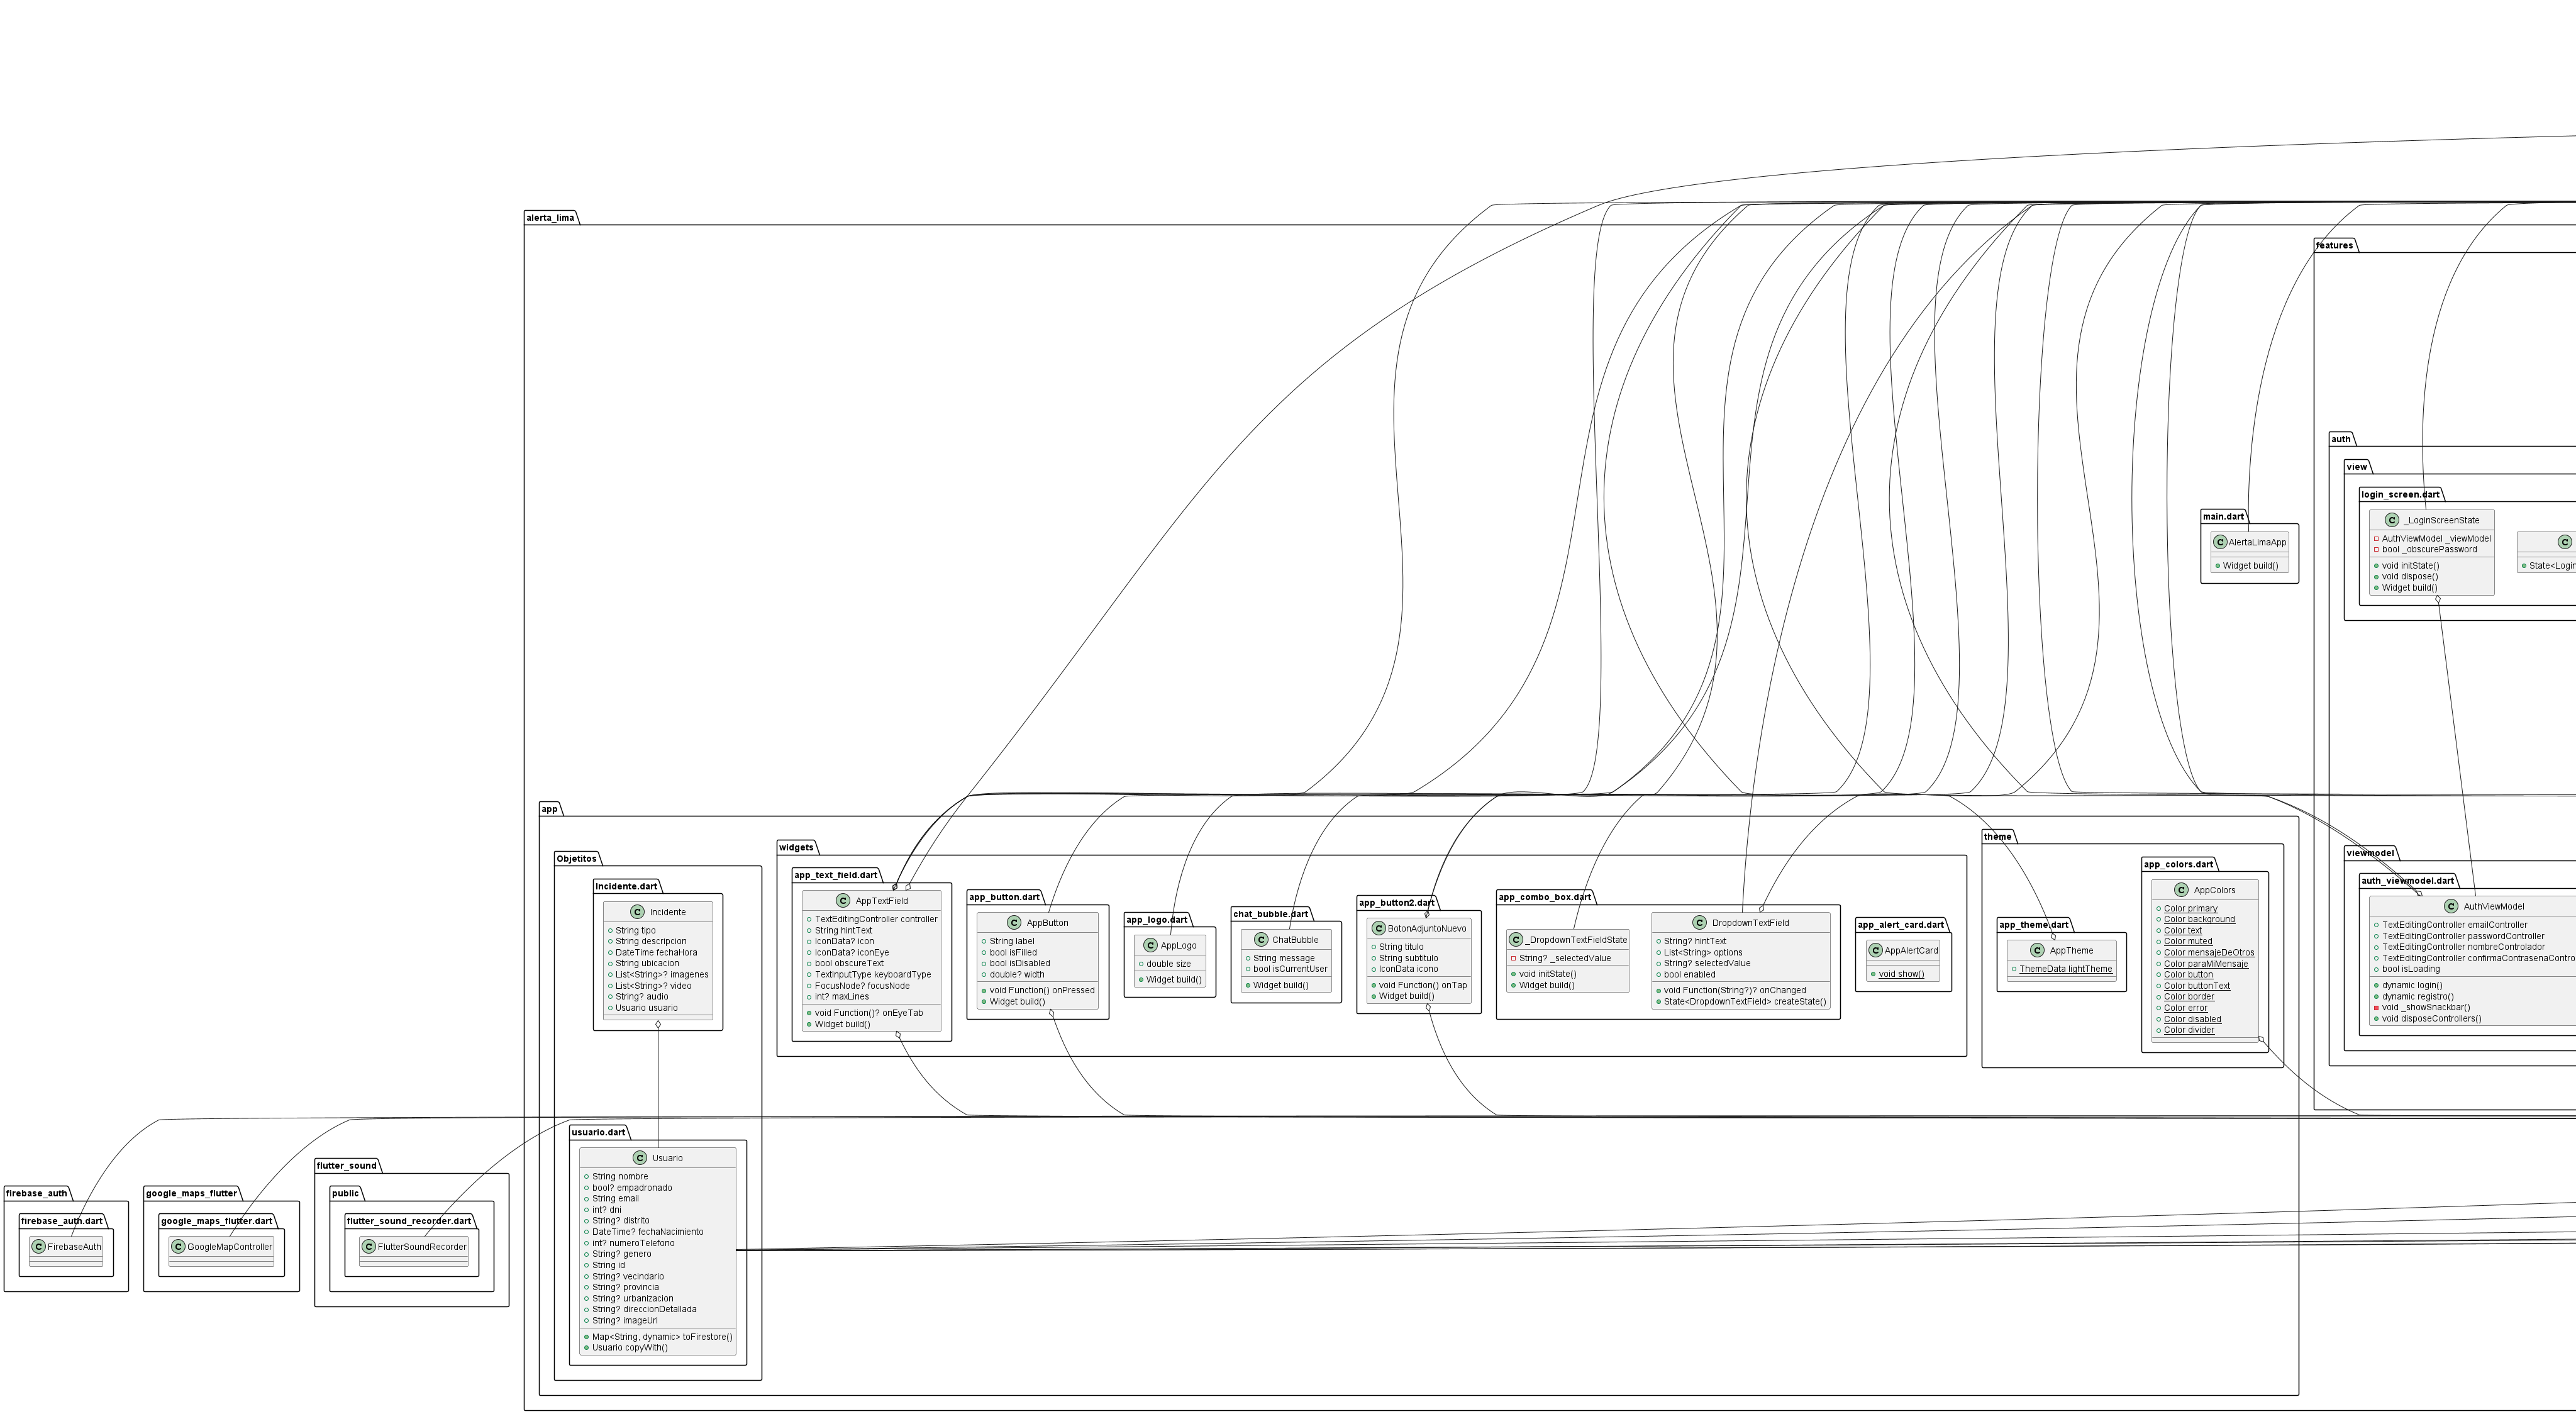 alerta_lima
features
auth
view
login_screen.dart
C _LoginScreenState
AuthViewModel _viewModel
bool _obscurePassword
void initState()
void dispose()
Widget build()
C
State<Login
main.dart
C AlertaLimaApp
Widget build()
app
Objetitos
Incidente.dart
C Incidente
String tipo
String descripcion
DateTime fechaHora
String ubicacion
List<String>? imagenes
List<String>? video
String? audio
Usuario usuario
usuario.dart
C Usuario
String nombre
bool? empadronado
String email
int? dni
String? distrito
DateTime? fechaNacimiento
int? numeroTelefono
String? genero
String id
String? vecindario
String? provincia
String? urbanizacion
String? direccionDetallada
String? imageUrl
Map<String, dynamic> toFirestore()
Usuario copyWith()
widgets
app_text_field.dart
C AppTextField
TextEditingController controller
String hintText
IconData? icon
IconData? iconEye
bool obscureText
TextInputType keyboardType
FocusNode? focusNode
int? maxLines
void Function()? onEyeTab
Widget build()
app_button.dart
C AppButton
String label
bool isFilled
bool isDisabled
double? width
void Function() onPressed
Widget build()
app_logo.dart
C AppLogo
double size
Widget build()
chat_bubble.dart
C ChatBubble
String message
bool isCurrentUser
Widget build()
app_button2.dart
C BotonAdjuntoNuevo
String titulo
String subtitulo
IconData icono
void Function() onTap
Widget build()
app_combo_box.dart
C _DropdownTextFieldState
String? _selectedValue
void initState()
Widget build()
C DropdownTextField
String? hintText
List<String> options
String? selectedValue
bool enabled
void Function(String?)? onChanged
State<DropdownTextField> createState()
app_alert_card.dart
C AppAlertCard
void show()
theme
app_theme.dart
C AppTheme
ThemeData lightTheme
app_colors.dart
C AppColors
Color primary
Color background
Color text
Color muted
Color mensajeDeOtros
Color paraMiMensaje
Color button
Color buttonText
Color border
Color error
Color disabled
Color divider
viewmodel
auth_viewmodel.dart
C AuthViewModel
TextEditingController emailController
TextEditingController passwordController
TextEditingController nombreControlador
TextEditingController confirmaContrasenaContro
bool isLoading
dynamic login()
dynamic registro()
void _showSnackbar()
void disposeControllers()
firebase_auth
firebase_auth.dart
C FirebaseAuth
google_maps_flutter
google_maps_flutter.dart
C GoogleMapController
flutter_sound
public
flutter_sound_recorder.dart
C FlutterSoundRecorder